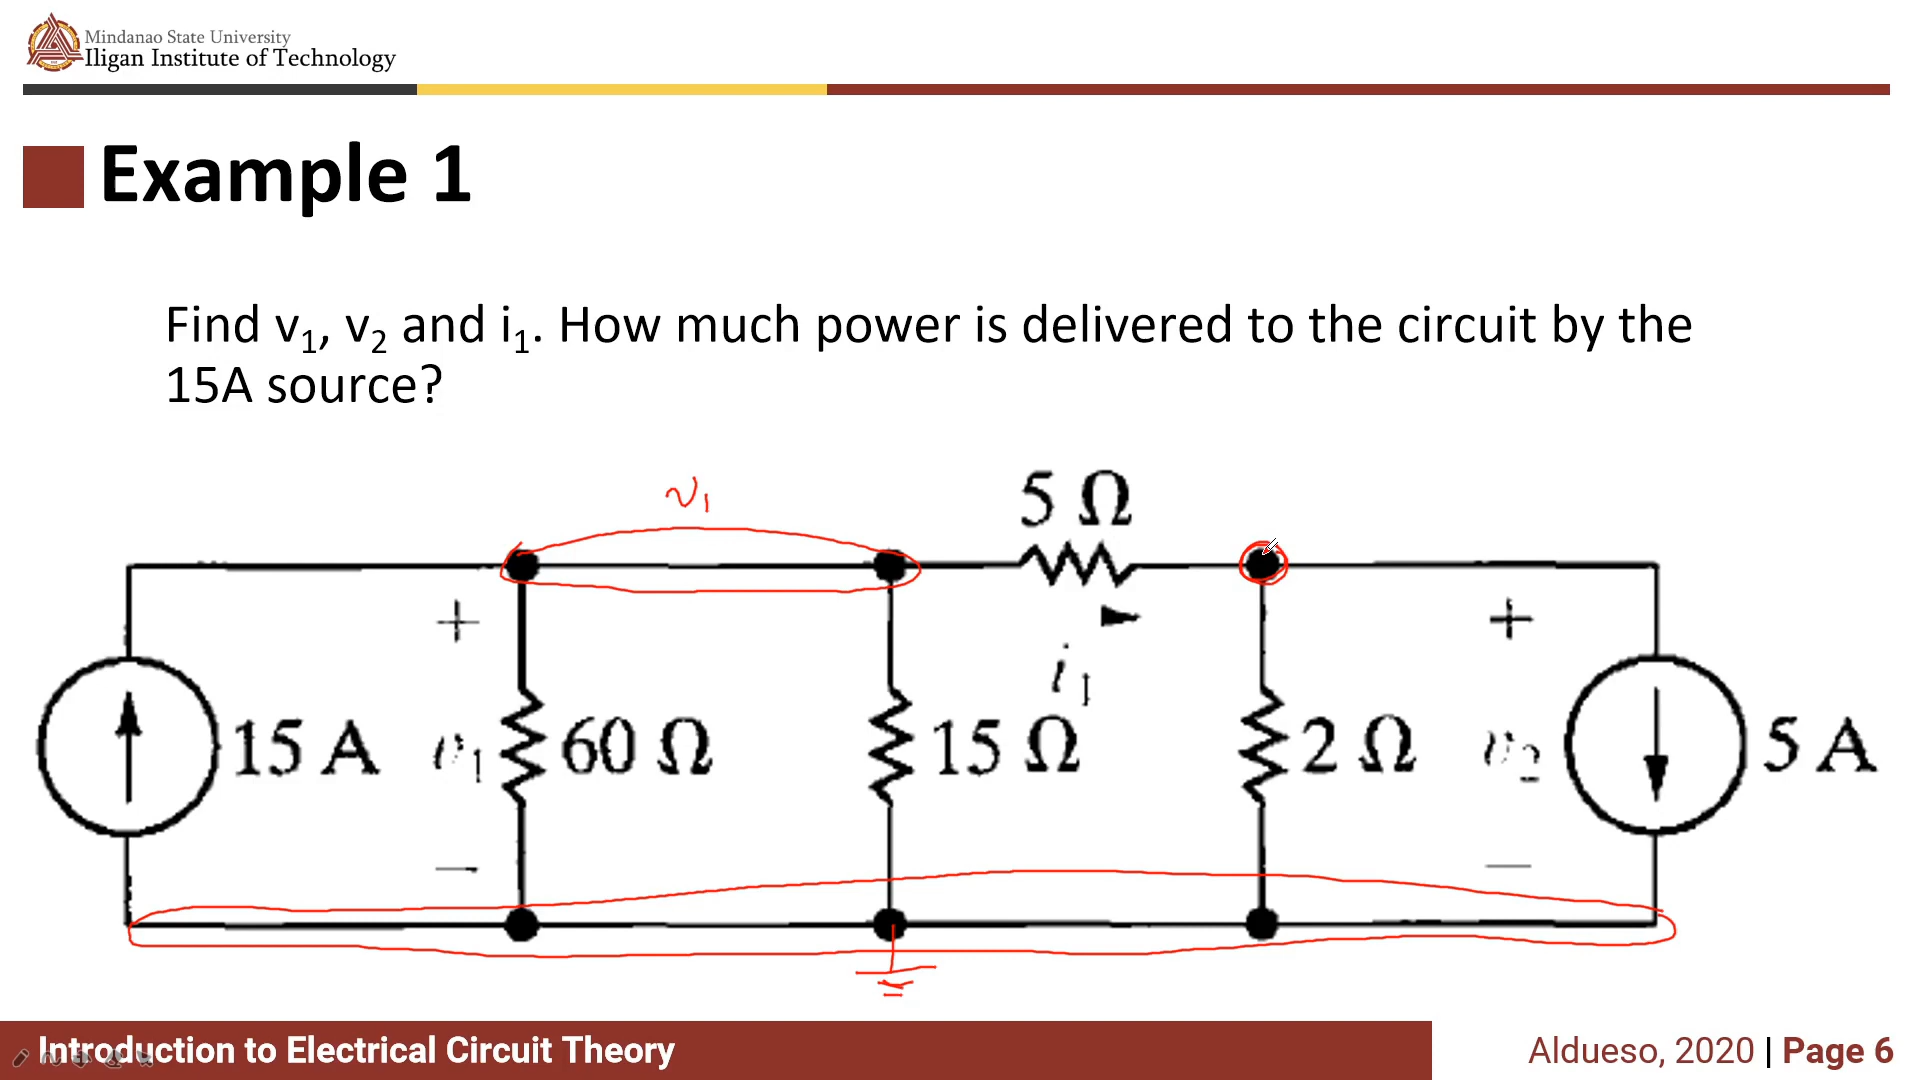 Mindanao State University
Iligan Institute of Technology
Example 1
Find v₁, v₂ and i₁. How much power is delivered to the circuit by the
15A source?
v₁
5 Ω
+
+
i₁
15 A
v₁
60 Ω
15 Ω
2 Ω
v₂
5 A
−
−
Introduction to Electrical Circuit Theory
Aldueso, 2020 | Page 6